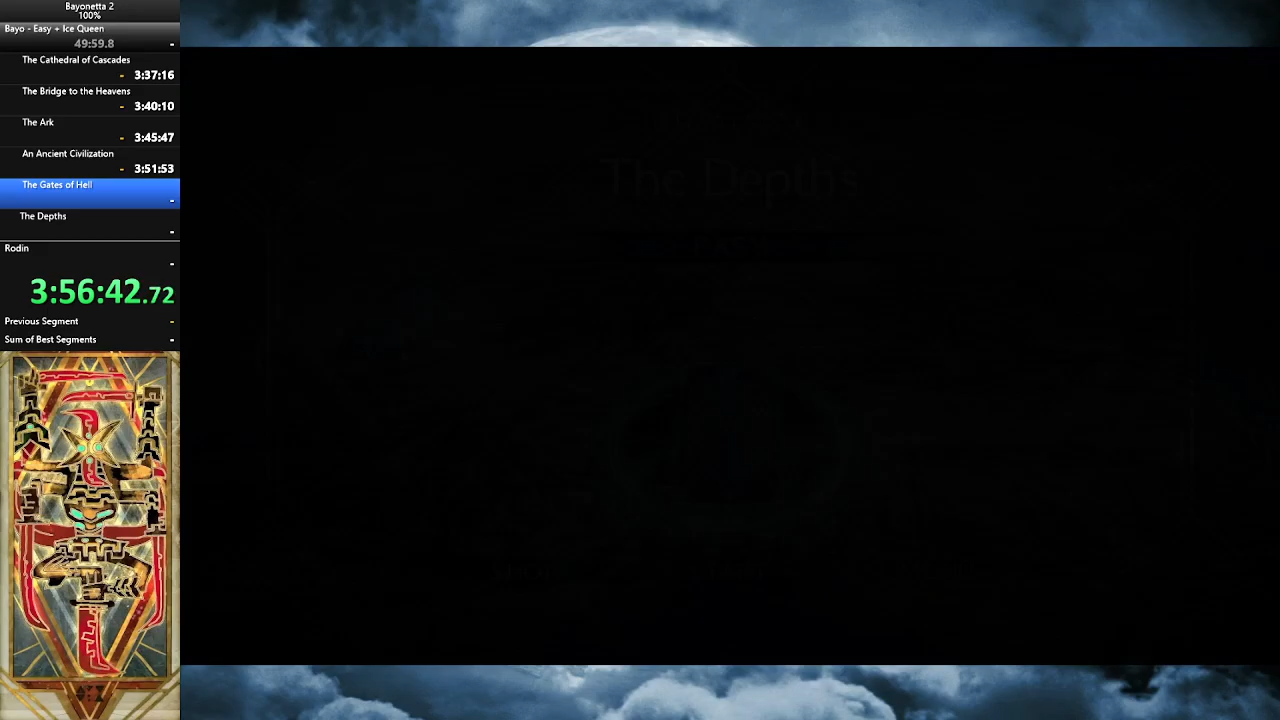 Bayonetta 2
100%
Bayo - Easy + Ice Queen
49:59.8 -
The Cathedral of Cascades
- 3:37:16
The Bridge to the Heavens
- 3:40:10
The Ark
- 3:45:47
An Ancient Civilization
- 3:51:53
The Gates of Hell
-
The Depths
-
Rodin
-
3:56:42.72
Previous Segment -
Sum of Best Segments -
The Depths